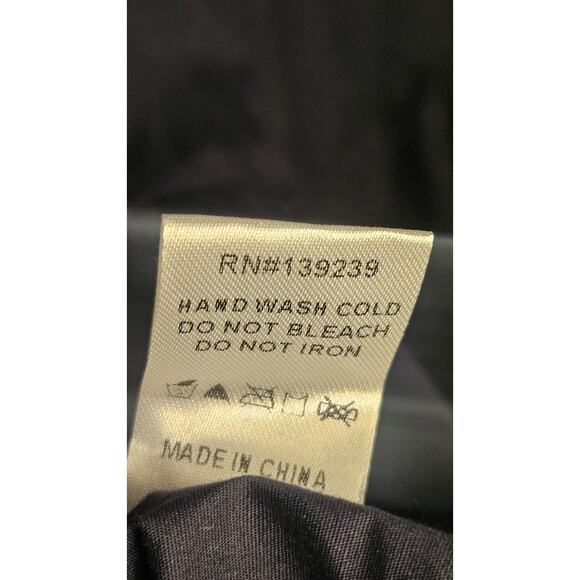 RN#139239
HAND WASH COLD
DO NOT BLEACH
DO NOT IRON
MADE IN CHINA